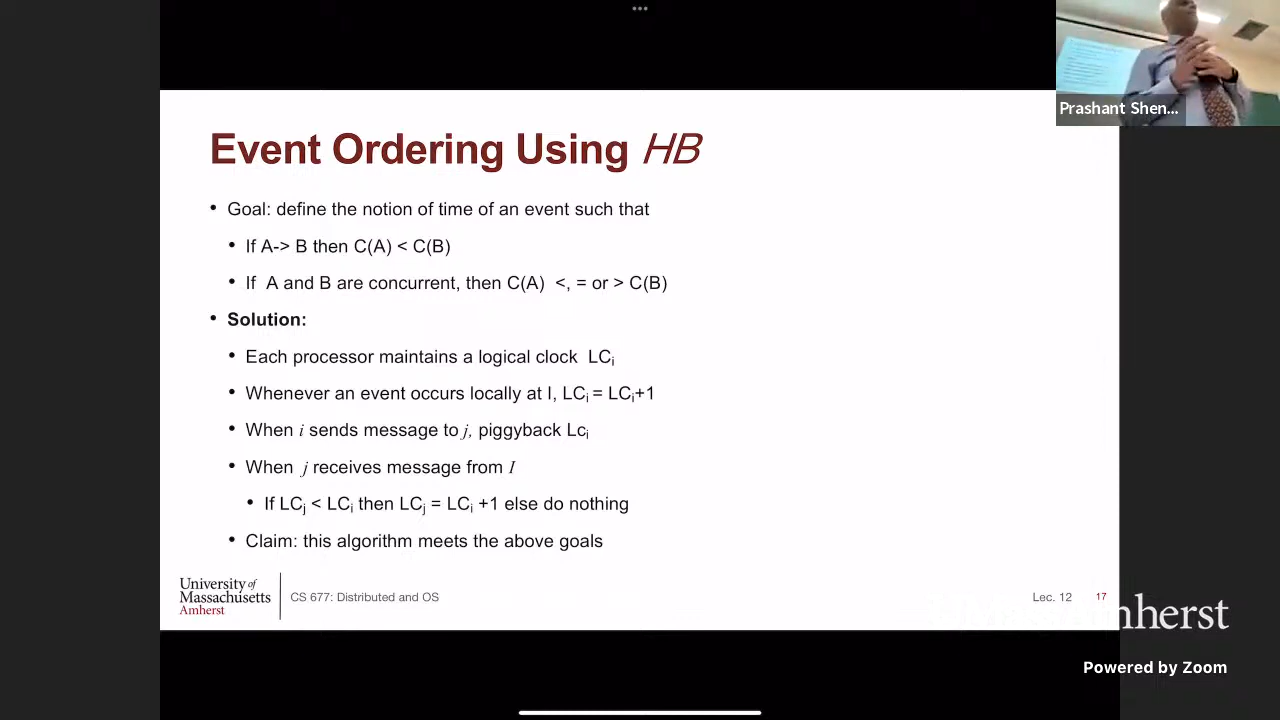 Prashant Shen...
Event Ordering Using HB
• Goal: define the notion of time of an event such that
• If A-> B then C(A) < C(B)
• If A and B are concurrent, then C(A) <, = or > C(B)
• Solution:
• Each processor maintains a logical clock LCi
• Whenever an event occurs locally at I, LCi = LCi+1
• When i sends message to j, piggyback Lci
• When j receives message from I
• If LCj < LCi then LCj = LCi +1 else do nothing
• Claim: this algorithm meets the above goals
University of
Massachusetts
Amherst
CS 677: Distributed and OS
Lec. 12
17
UMassAmherst
Powered by Zoom